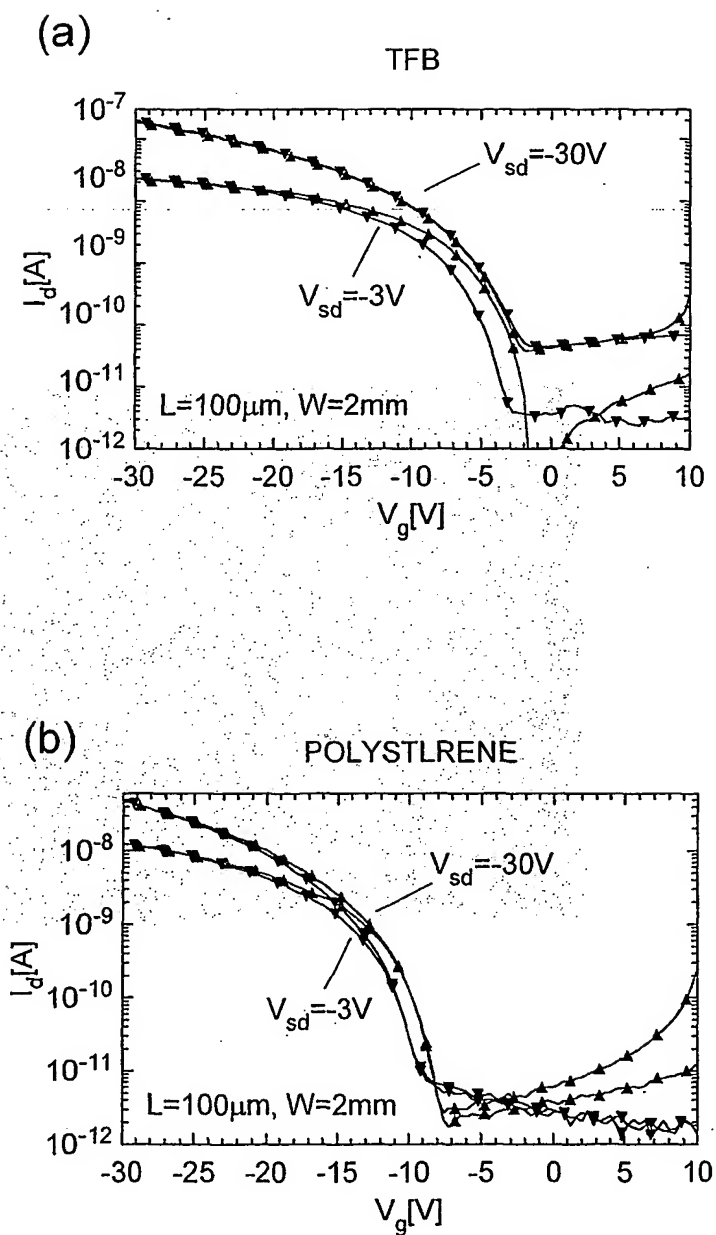 (a)
TFB
10-7
10-8
10-9
10-10
10-11
10-12
Id[A]
Vsd=-30V
Vsd=-3V
L=100μm, W=2mm
-30 -25 -20 -15 -10 -5 0 5 10
Vg[V]
(b)
POLYSTLRENE
10-8
10-9
10-10
10-11
10-12
Id[A]
Vsd=-30V
Vsd=-3V
L=100μm, W=2mm
-30 -25 -20 -15 -10 -5 0 5 10
Vg[V]